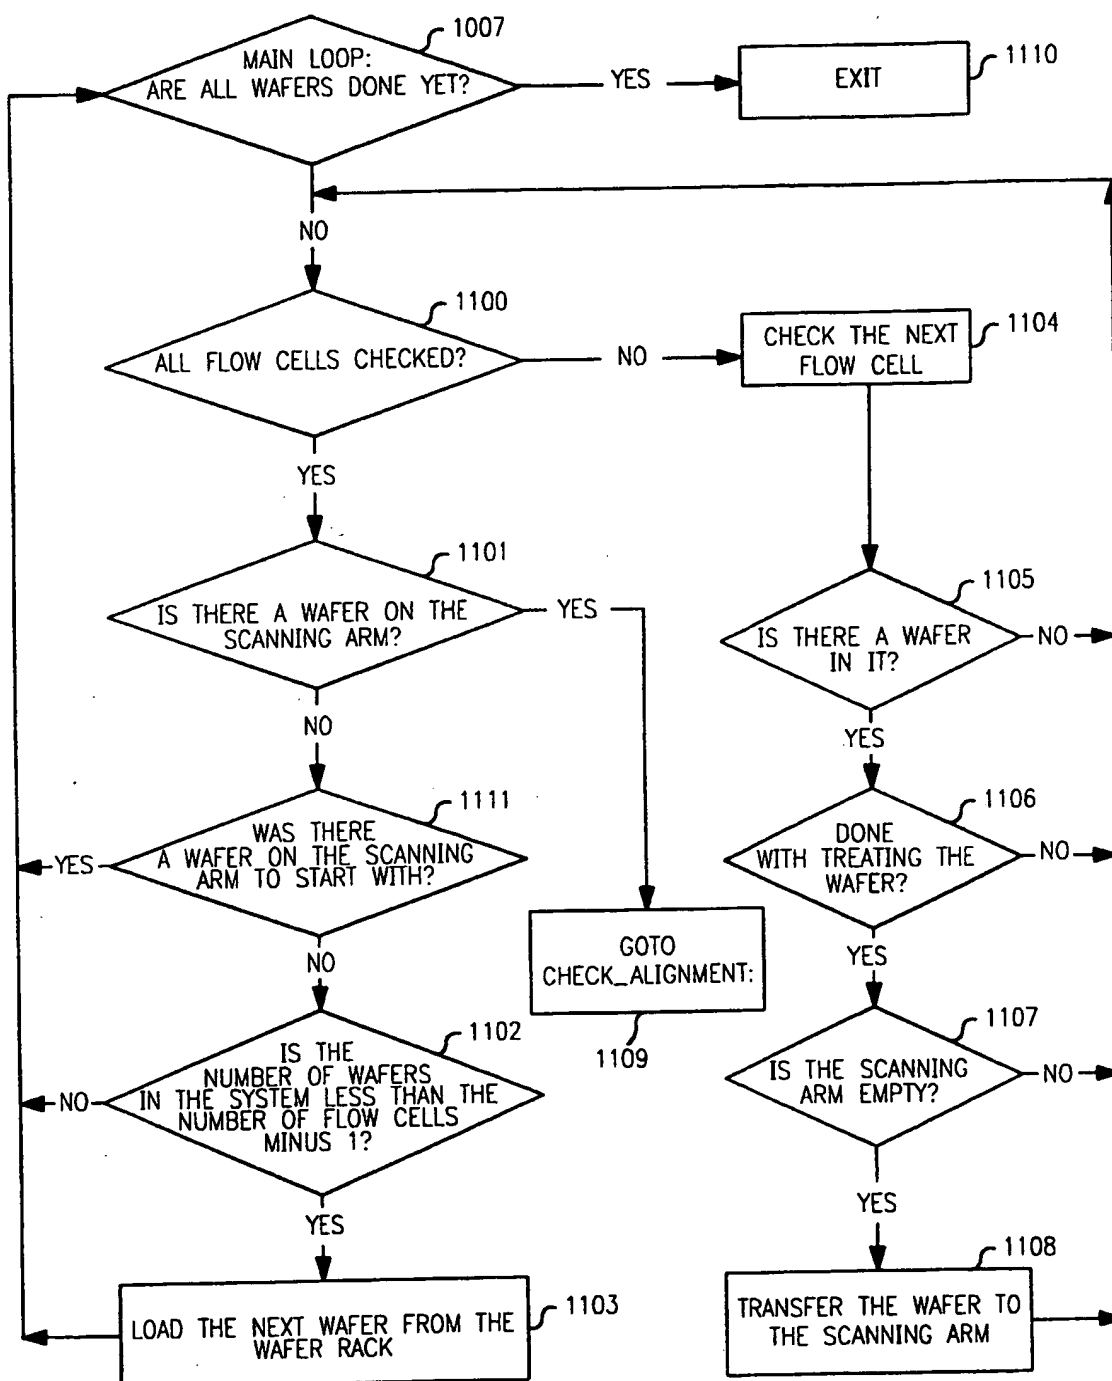 1007
MAIN LOOP:
ARE ALL WAFERS DONE YET?
YES
EXIT
1110
NO
1100
ALL FLOW CELLS CHECKED?
NO
CHECK THE NEXT
FLOW CELL
1104
YES
1101
IS THERE A WAFER ON THE
SCANNING ARM?
YES
1105
IS THERE A WAFER
IN IT?
NO
NO
YES
1111
WAS THERE
A WAFER ON THE SCANNING
ARM TO START WITH?
YES
1106
DONE
WITH TREATING THE
WAFER?
NO
GOTO
CHECK_ALIGNMENT:
1109
NO
YES
1102
IS THE
NUMBER OF WAFERS
IN THE SYSTEM LESS THAN THE
NUMBER OF FLOW CELLS
MINUS 1?
NO
1107
IS THE SCANNING
ARM EMPTY?
NO
YES
YES
1103
LOAD THE NEXT WAFER FROM THE
WAFER RACK
1108
TRANSFER THE WAFER TO
THE SCANNING ARM